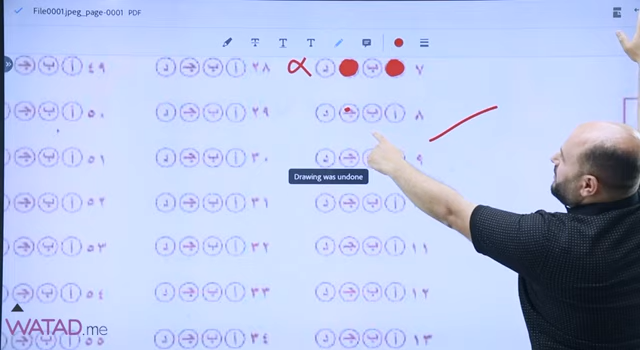 File0001.jpeg_page-0001 PDF
٧ أ ب ج د α ٢٨ أ ب ج د ٤٩ أ ب ج
٨ أ ب ج د ٢٩ أ ب ج د ٥٠ أ ب ج
٩ ج د ٣٠ أ ب ج د ٥١ أ ب ج
Drawing was undone
أ ب ج د ٣١ أ ب ج د ٥٢ أ ب ج
١١ أ ب ج د ٣٢ أ ب ج د ٥٣ أ ب ج
١٢ أ ب ج د ٣٣ أ ب ج د ٥٤ أ ب ج
١٣ أ ب ج د ٣٤ أ ب ج د ٥٥ أ ب ج
WATAD.me